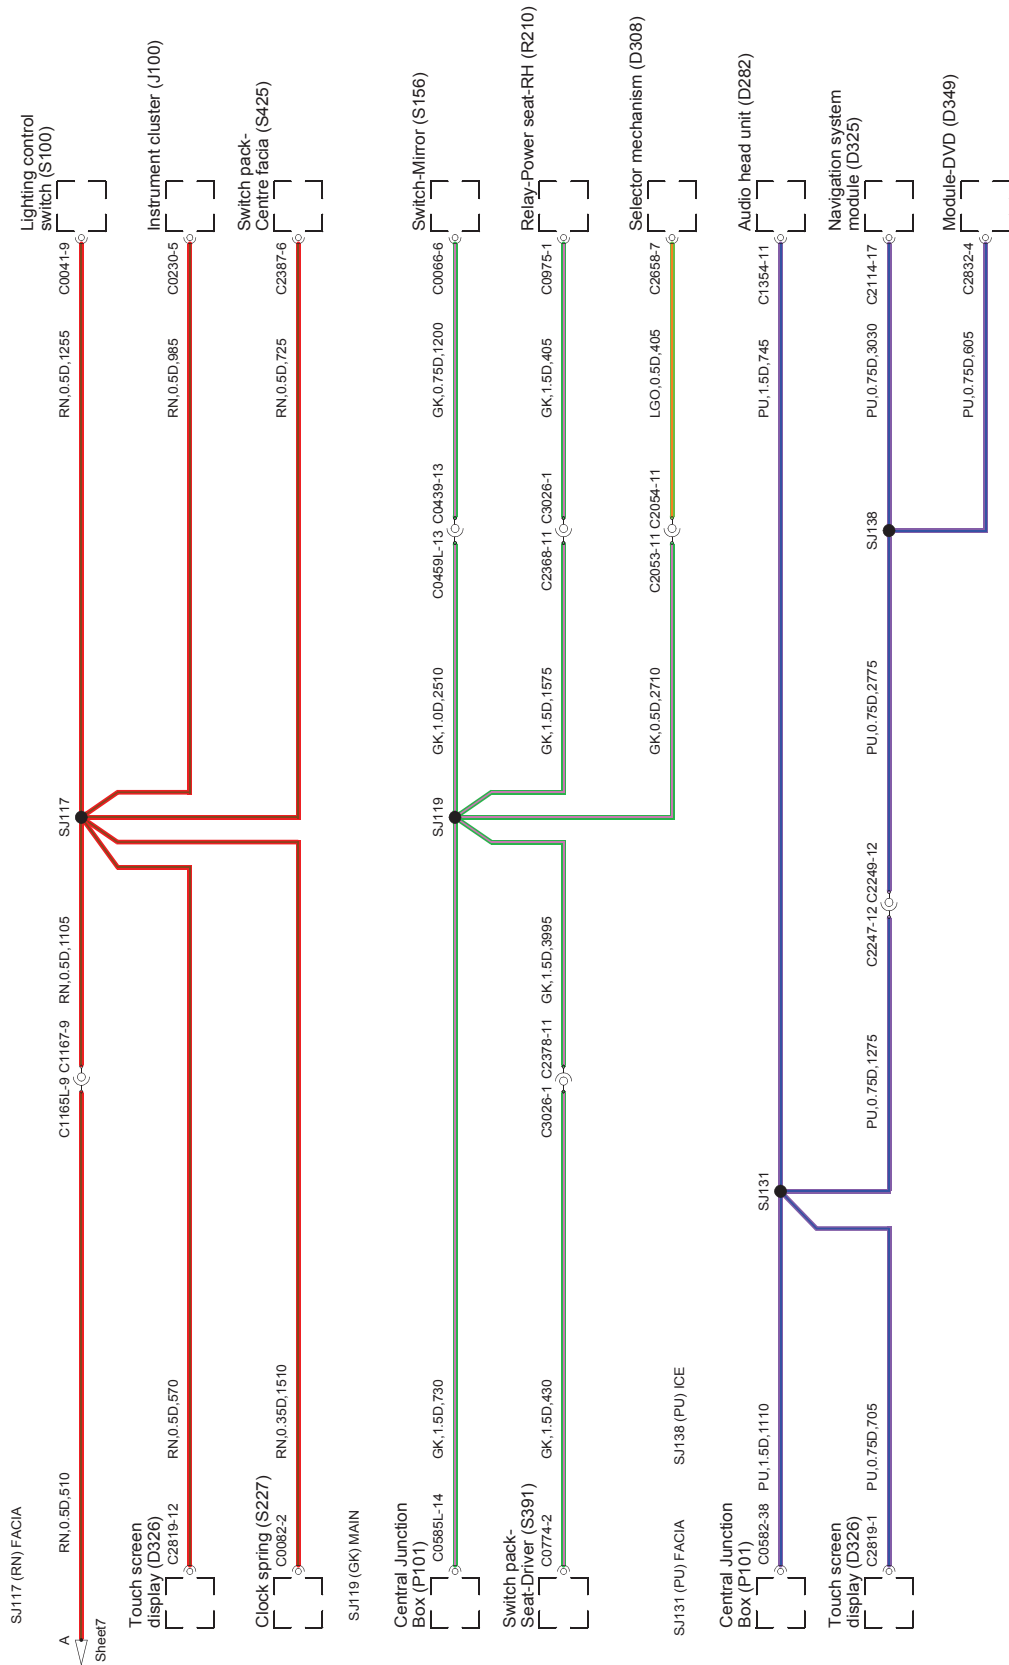 SJ117 (RN) FACIA
A
Sheet7
RN,0.5D,510
C1165L-9
C1167-9
RN,0.5D,1105
SJ117
RN,0.5D,1255
C0041-9
Lighting control
switch (S100)
Touch screen
display (D326)
C2819-12
RN,0.5D,570
RN,0.5D,985
C0230-5
Instrument cluster (J100)
Clock spring (S227)
C0082-2
RN,0.35D,1510
RN,0.5D,725
C2387-6
Switch pack-
Centre facia (S425)
SJ119 (GK) MAIN
Central Junction
Box (P101)
C0585L-14
GK,1.5D,730
SJ119
GK,1.0D,2510
C0459L-13
C0439-13
GK,0.75D,1200
C0066-6
Switch-Mirror (S156)
Switch pack-
Seat-Driver (S391)
C0774-2
GK,1.5D,430
C3026-1
C2378-11
GK,1.5D,3995
GK,1.5D,1575
C2368-11
C3026-1
GK,1.5D,405
C0975-1
Relay-Power seat-RH (R210)
GK,0.5D,2710
C2053-11
C2054-11
LGO,0.5D,405
C2658-7
Selector mechanism (D308)
SJ131 (PU) FACIA
SJ138 (PU) ICE
Central Junction
Box (P101)
C0582-38
PU,1.5D,1110
SJ131
PU,1.5D,745
C1354-11
Audio head unit (D282)
Touch screen
display (D326)
C2819-1
PU,0.75D,705
PU,0.75D,1275
C2247-12
C2249-12
PU,0.75D,2775
SJ138
PU,0.75D,3030
C2114-17
Navigation system
module (D325)
PU,0.75D,605
C2832-4
Module-DVD (D349)